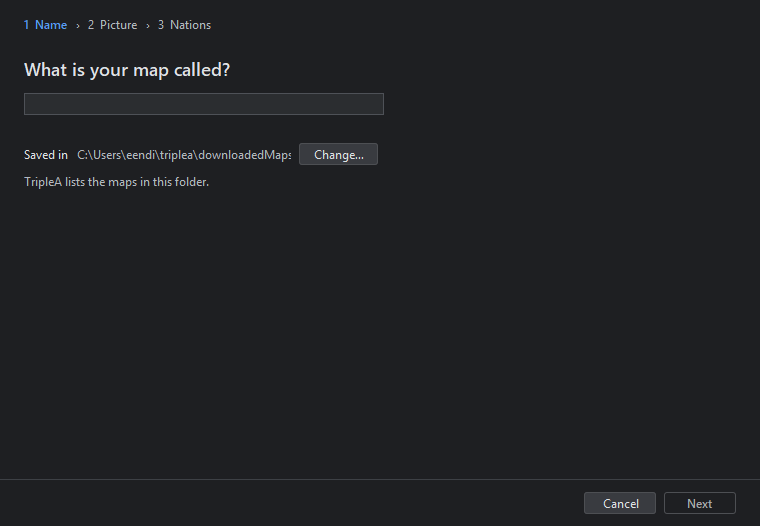 1 Name › 2 Picture › 3 Nations
What is your map called?
Saved in C:\Users\eendi\triplea\downloadedMaps Change...
TripleA lists the maps in this folder.
Cancel Next